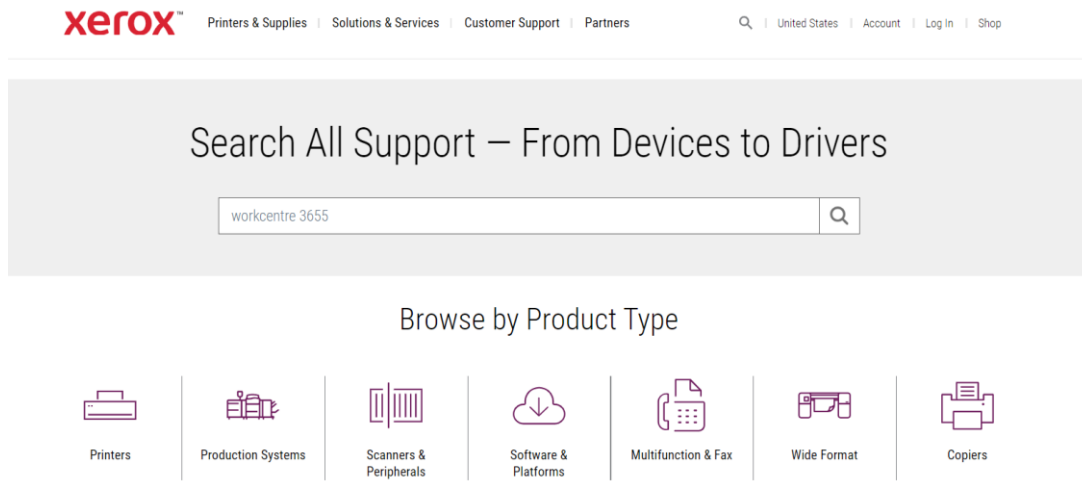 xerox™ Printers & Supplies | Solutions & Services | Customer Support | Partners | United States | Account | Log In | Shop
Search All Support — From Devices to Drivers
workcentre 3655
Browse by Product Type
Printers
Production Systems
Scanners &
Peripherals
Software &
Platforms
Multifunction & Fax
Wide Format
Copiers